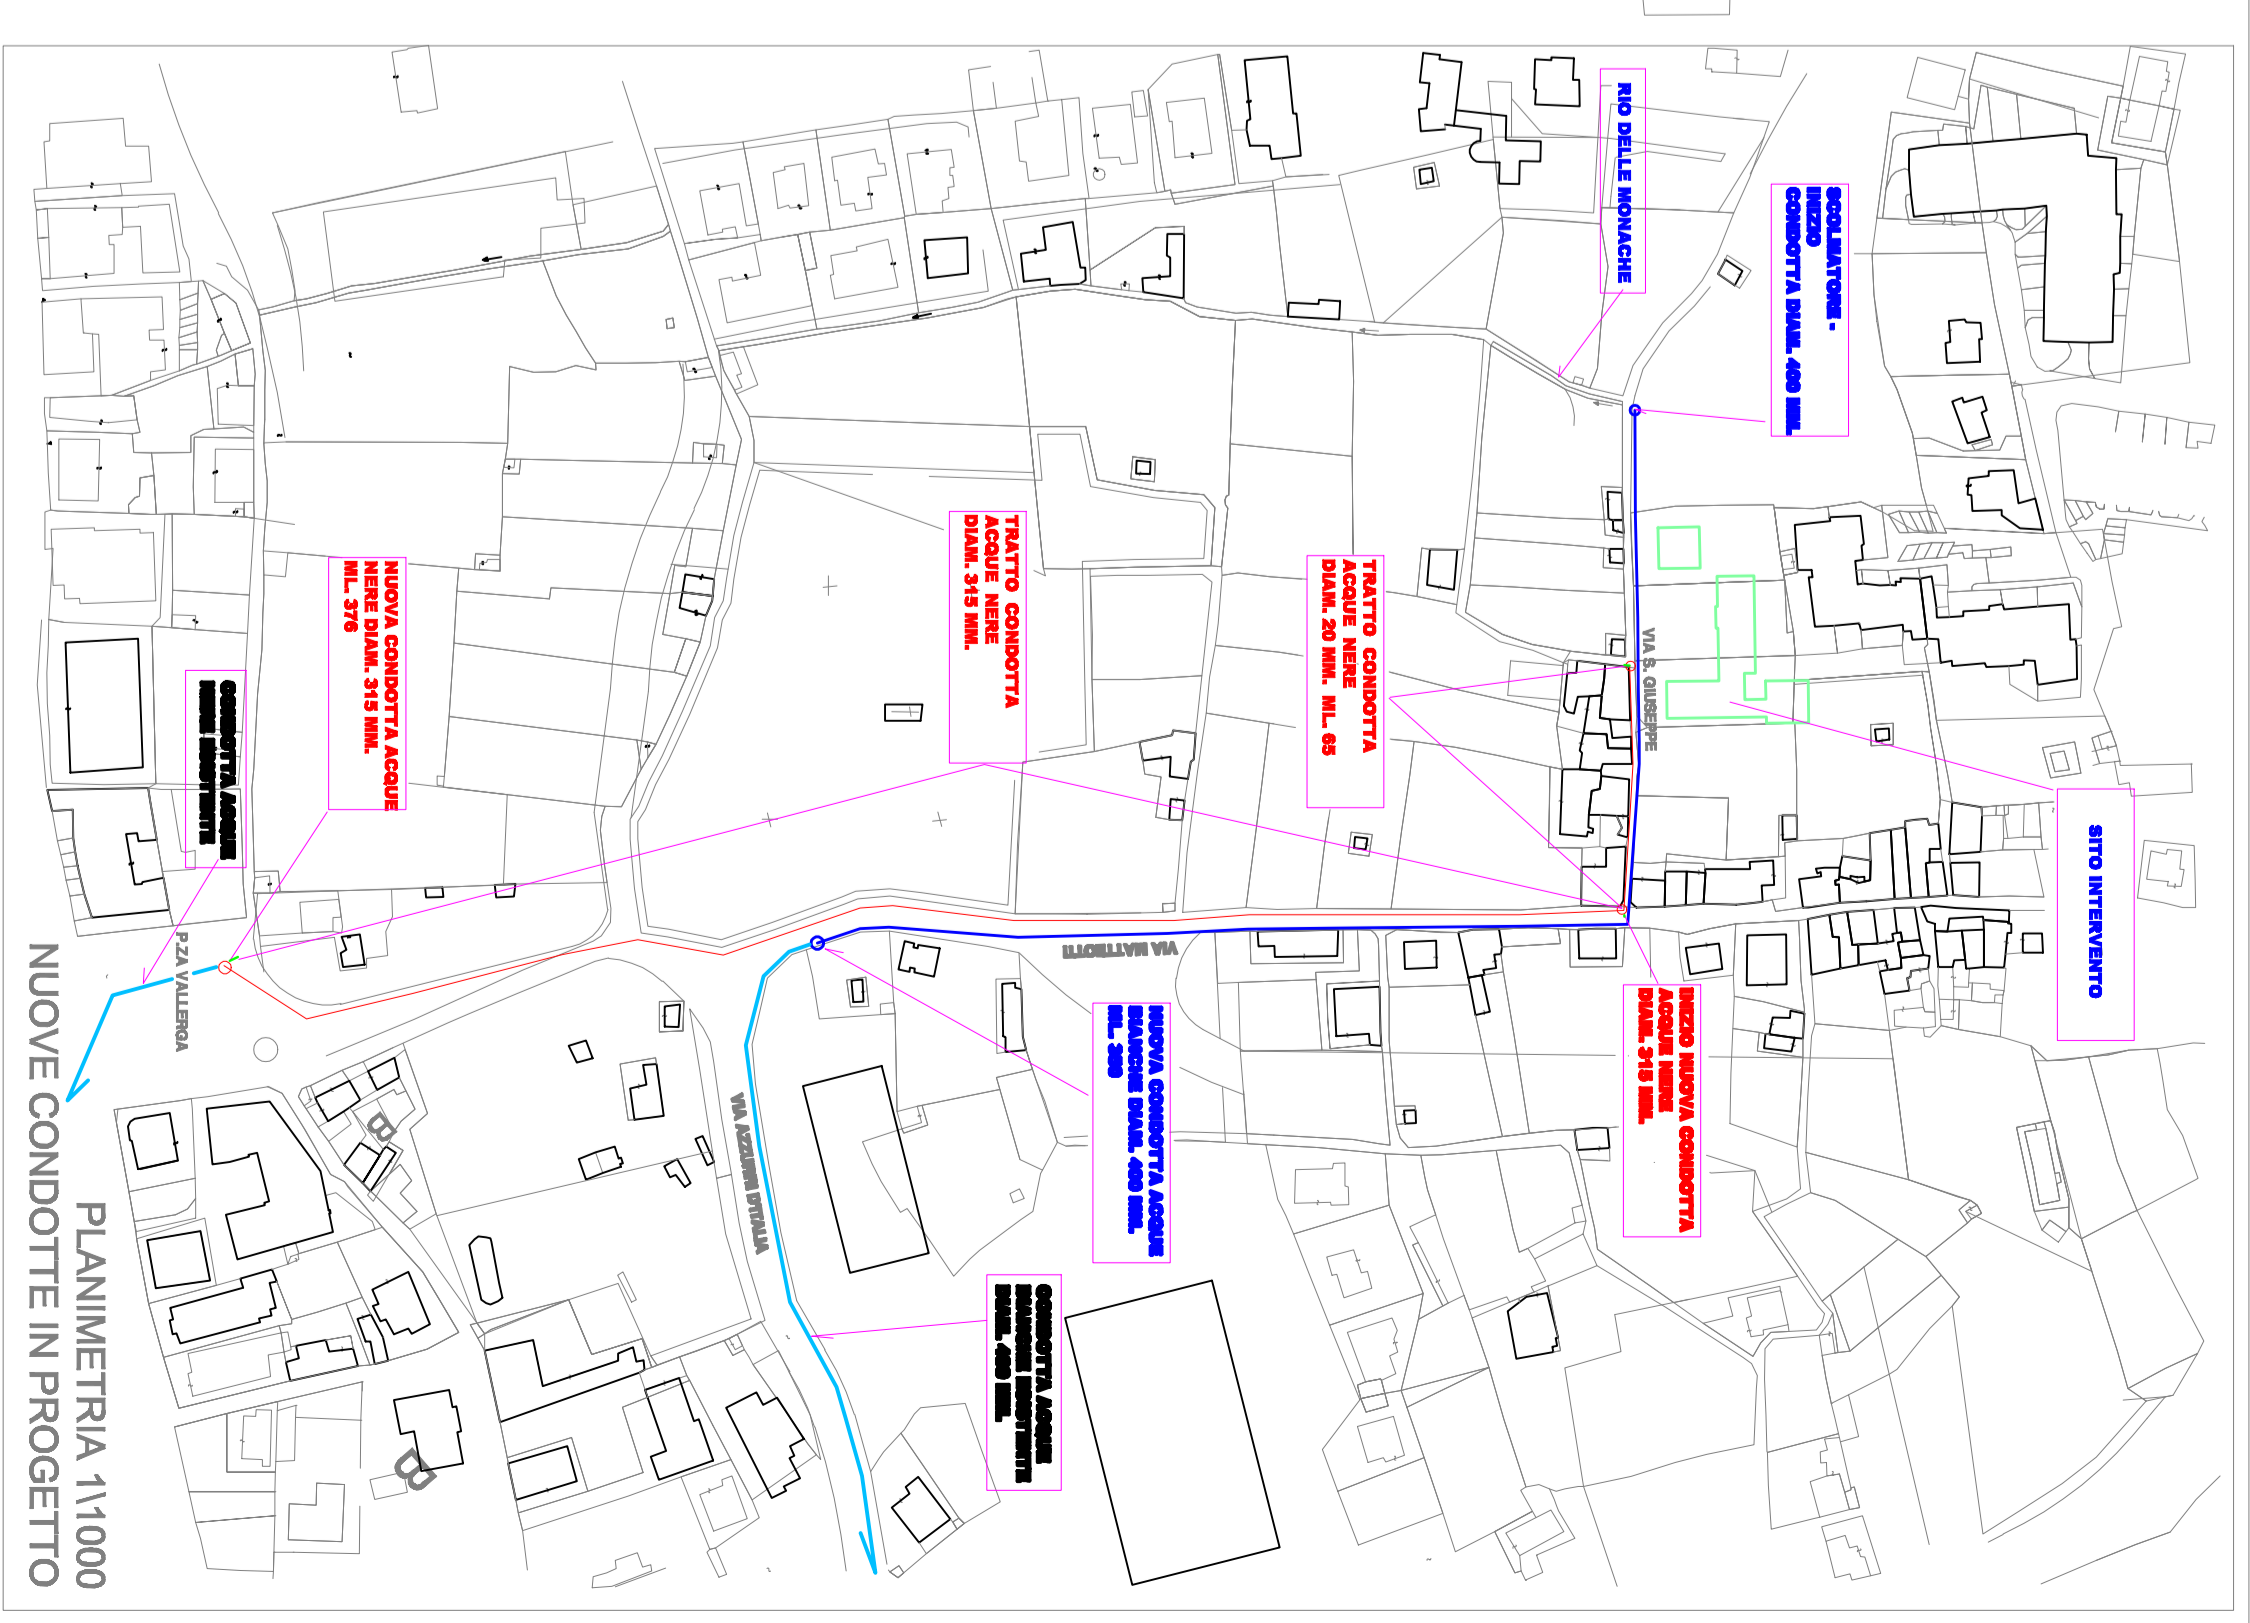 RIO DELLE MONACHE
SCOLMATORE -
INIZIO
CONDOTTA DIAM. 400 MM.
TRATTO CONDOTTA
ACQUE NERE
DIAM. 315 MM.
TRATTO CONDOTTA
ACQUE NERE
DIAM. 20 MM. ML. 65
NUOVA CONDOTTA ACQUE
NERE DIAM. 315 MM.
ML. 376
CONDOTTA ACQUE
NERE ESISTENTE
VIA S. GIUSEPPE
SITO INTERVENTO
VIA MATTEOTTI
P.ZA VALLERGA
INIZIO NUOVA CONDOTTA
ACQUE NERE
DIAM. 315 MM.
NUOVA CONDOTTA ACQUE
BIANCHE DIAM. 400 MM.
ML.
VIA AZZURRI D'ITALIA
CONDOTTA ACQUE
BIANCHE ESISTENTE
DIAM. 400 MM.
B
B
PLANIMETRIA 1\1000
NUOVE CONDOTTE IN PROGETTO